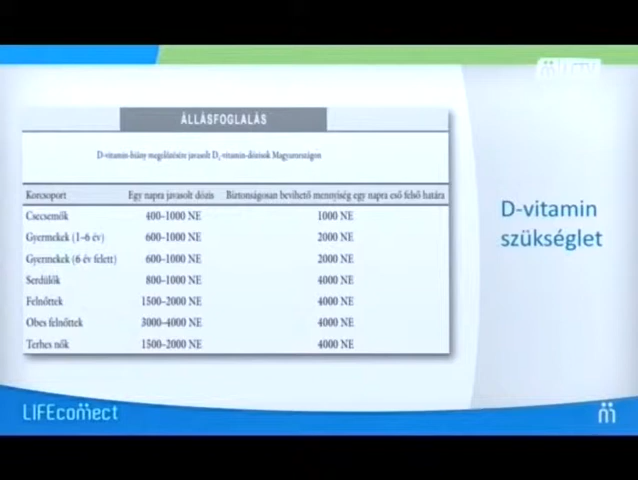 ÁLLÁSFOGLALÁS
D-vitamin-hiány megelőzésére javasolt D₃-vitamin-dózisok Magyarországon
Korcsoport Egy napra javasolt dózis Biztonságosan bevihető mennyiség egy napra eső felső határa
Csecsemők 400–1000 NE 1000 NE
Gyermekek (1–6 év) 600–1000 NE 2000 NE
Gyermekek (6 év felett) 600–1000 NE 2000 NE
Serdülők 800–1000 NE 4000 NE
Felnőttek 1500–2000 NE 4000 NE
Obes felnőttek 3000–4000 NE 4000 NE
Terhes nők 1500–2000 NE 4000 NE
D-vitamin
szükséglet
LIFEconnect